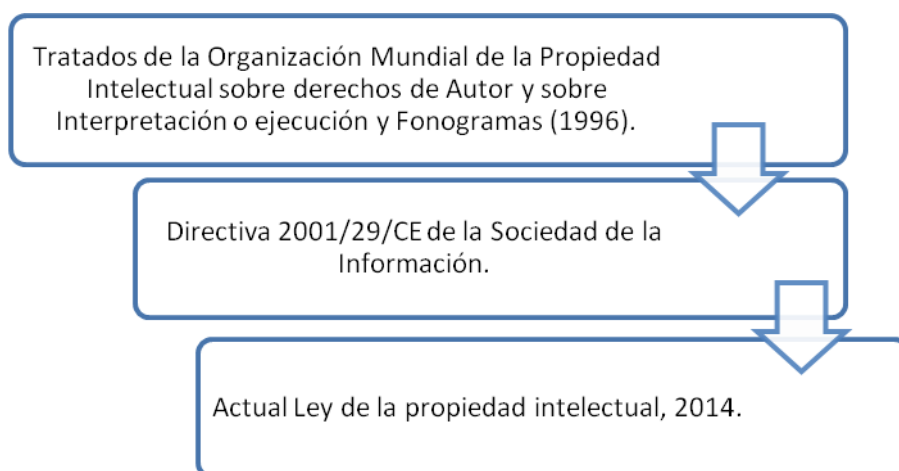 Tratados de la Organización Mundial de la Propiedad
Intelectual sobre derechos de Autor y sobre
Interpretación o ejecución y Fonogramas (1996).
Directiva 2001/29/CE de la Sociedad de la
Información.
Actual Ley de la propiedad intelectual, 2014.